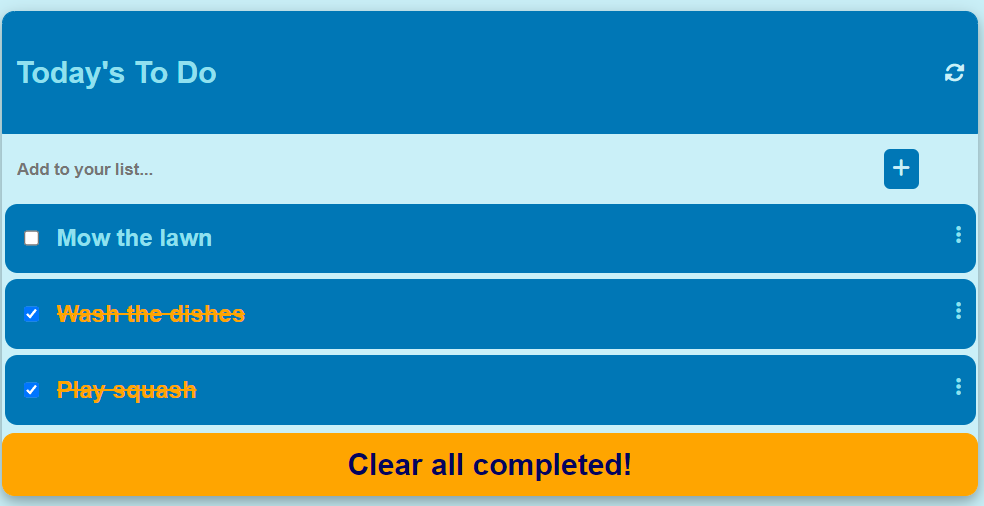 Today's To Do
Add to your list...
Mow the lawn
Wash the dishes
Play squash
Clear all completed!